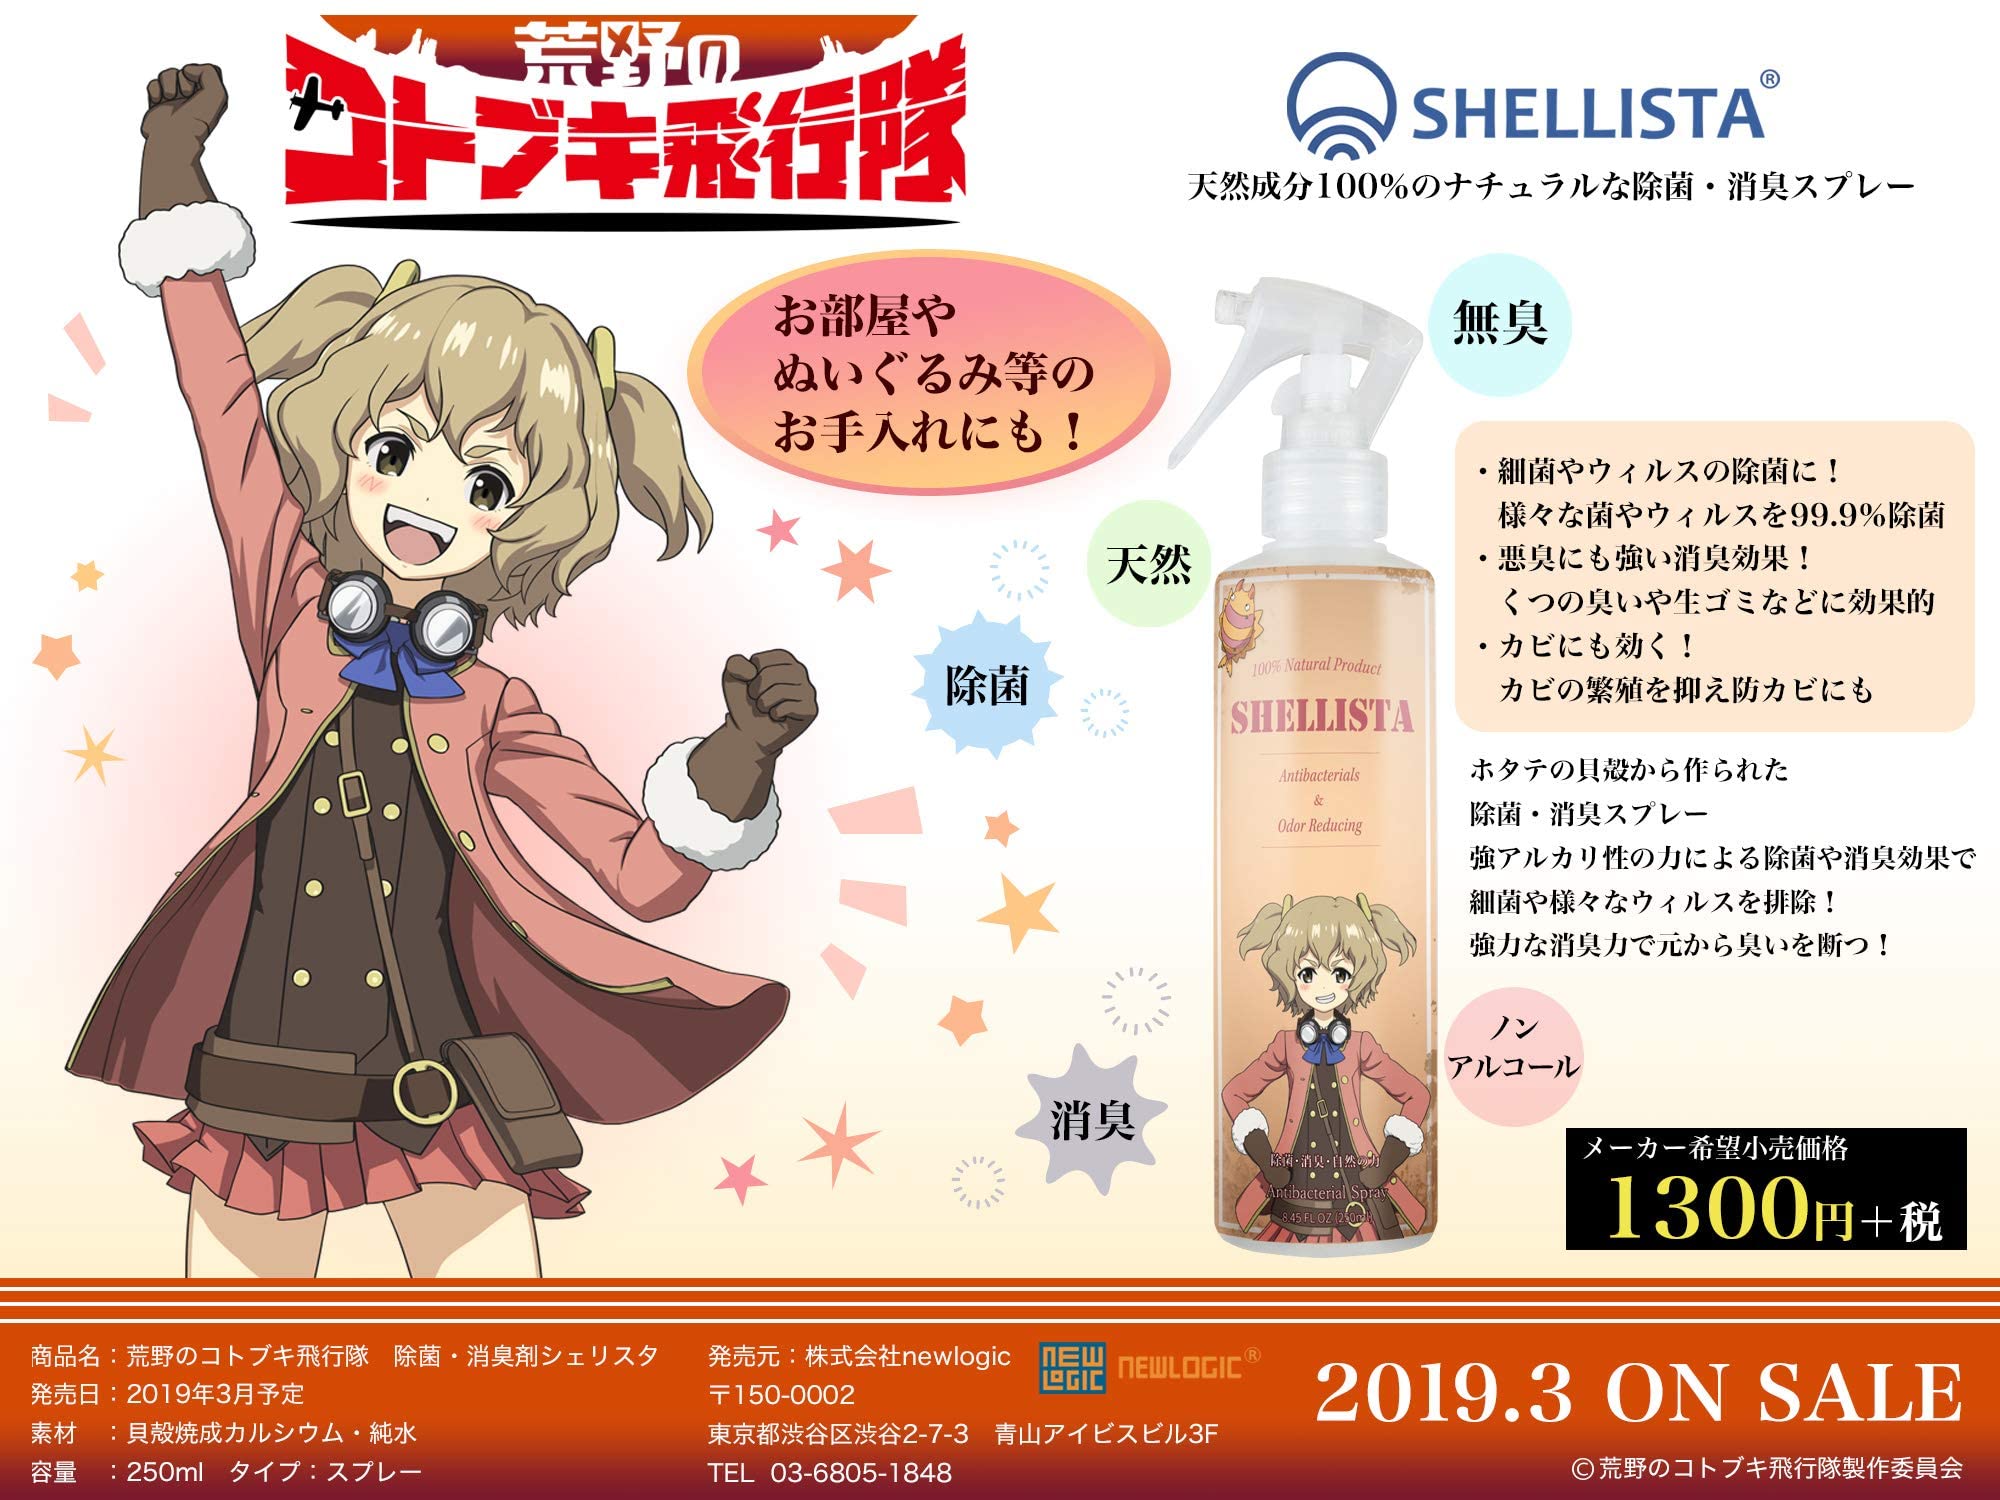 荒野の
コトブキ飛行隊
SHELLISTA®
天然成分100%のナチュラルな除菌・消臭スプレー
お部屋や
ぬいぐるみ等の
お手入れにも！
無臭
天然
除菌
消臭
・細菌やウィルスの除菌に！
様々な菌やウィルスを99.9%除菌
・悪臭にも強い消臭効果！
くつの臭いや生ゴミなどに効果的
・カビにも効く！
カビの繁殖を抑え防カビにも
ホタテの貝殻から作られた
除菌・消臭スプレー
強アルカリ性の力による除菌や消臭効果で
細菌や様々なウィルスを排除！
強力な消臭力で元から臭いを断つ！
ノン
アルコール
100% Natural Product
SHELLISTA
Antibacterials
&
Odor Reducing
除菌・消臭・自然の力
Antibacterial Spray
8.45 FL OZ (250ml)
メーカー希望小売価格
1300円＋税
商品名：荒野のコトブキ飛行隊　除菌・消臭剤シェリスタ
発売日：2019年3月予定
素材　：貝殻焼成カルシウム・純水
容量　：250ml　タイプ：スプレー
発売元：株式会社newlogic
〒150-0002
東京都渋谷区渋谷2-7-3　青山アイビスビル3F
TEL 03-6805-1848
NEW
LOGIC
NEWLOGIC®
2019.3 ON SALE
©荒野のコトブキ飛行隊製作委員会